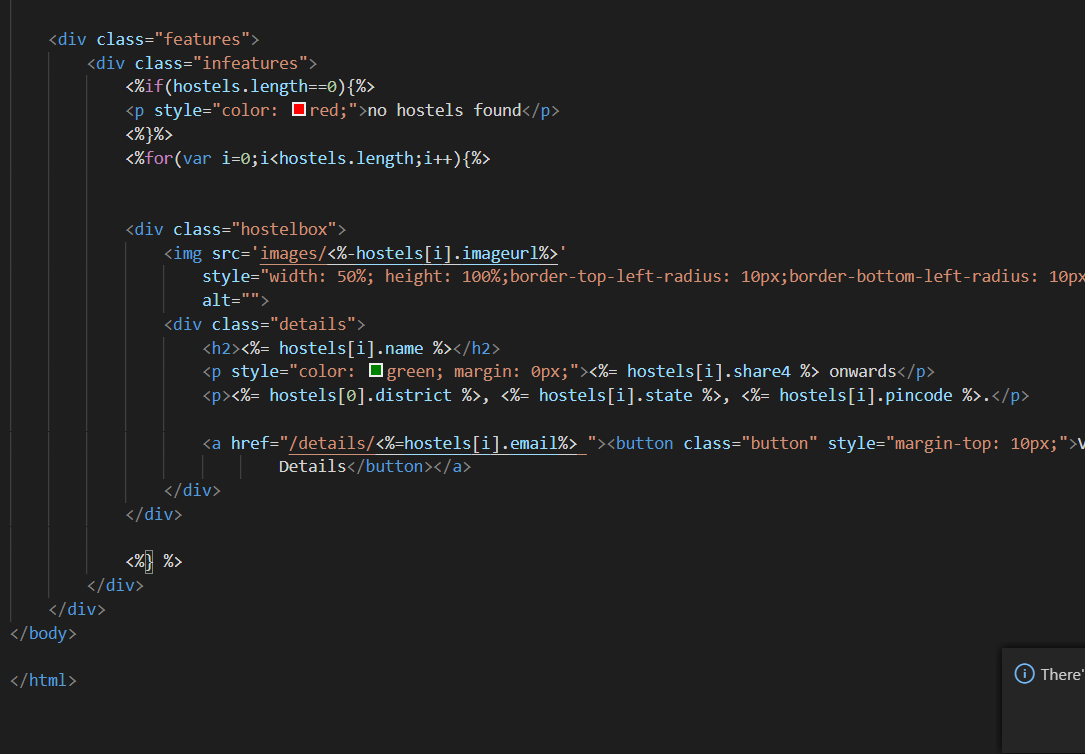 <div class="features">
<div class="infeatures">
<%if(hostels.length==0){%>
<p style="color: red;">no hostels found</p>
<%}%>
<%for(var i=0;i<hostels.length;i++){%>
<div class="hostelbox">
<img src='images/<%-hostels[i].imageurl%>'
style="width: 50%; height: 100%;border-top-left-radius: 10px;border-bottom-left-radius: 10px
alt="">
<div class="details">
<h2><%= hostels[i].name %></h2>
<p style="color: green; margin: 0px;"><%= hostels[i].share4 %> onwards</p>
<p><%= hostels[0].district %>, <%= hostels[i].state %>, <%= hostels[i].pincode %>.</p>
<a href="/details/<%=hostels[i].email%> "><button class="button" style="margin-top: 10px;">V
Details</button></a>
</div>
</div>
<%} %>
</div>
</div>
</body>
</html>
There'